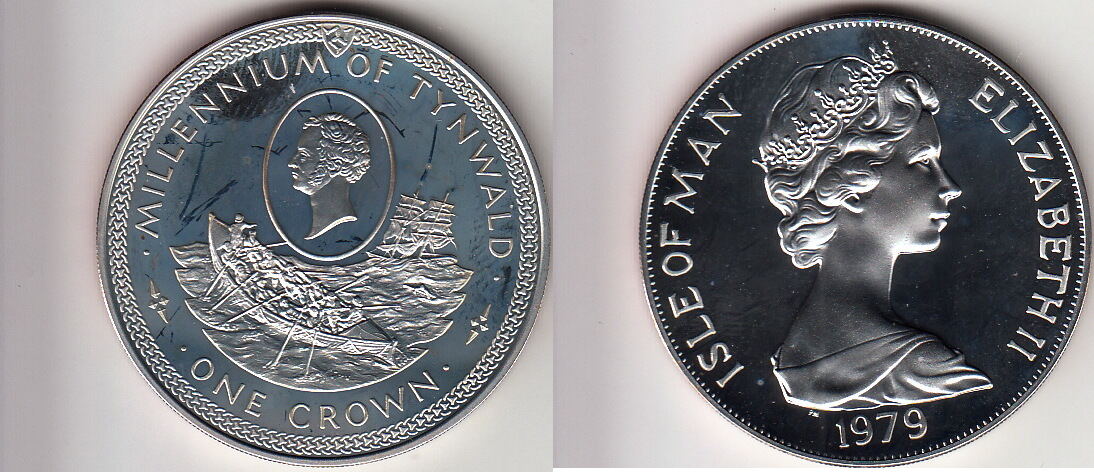 MILLENNIUM OF TYNWALD
ONE CROWN
ISLE OF MAN
ELIZABETH II
1979